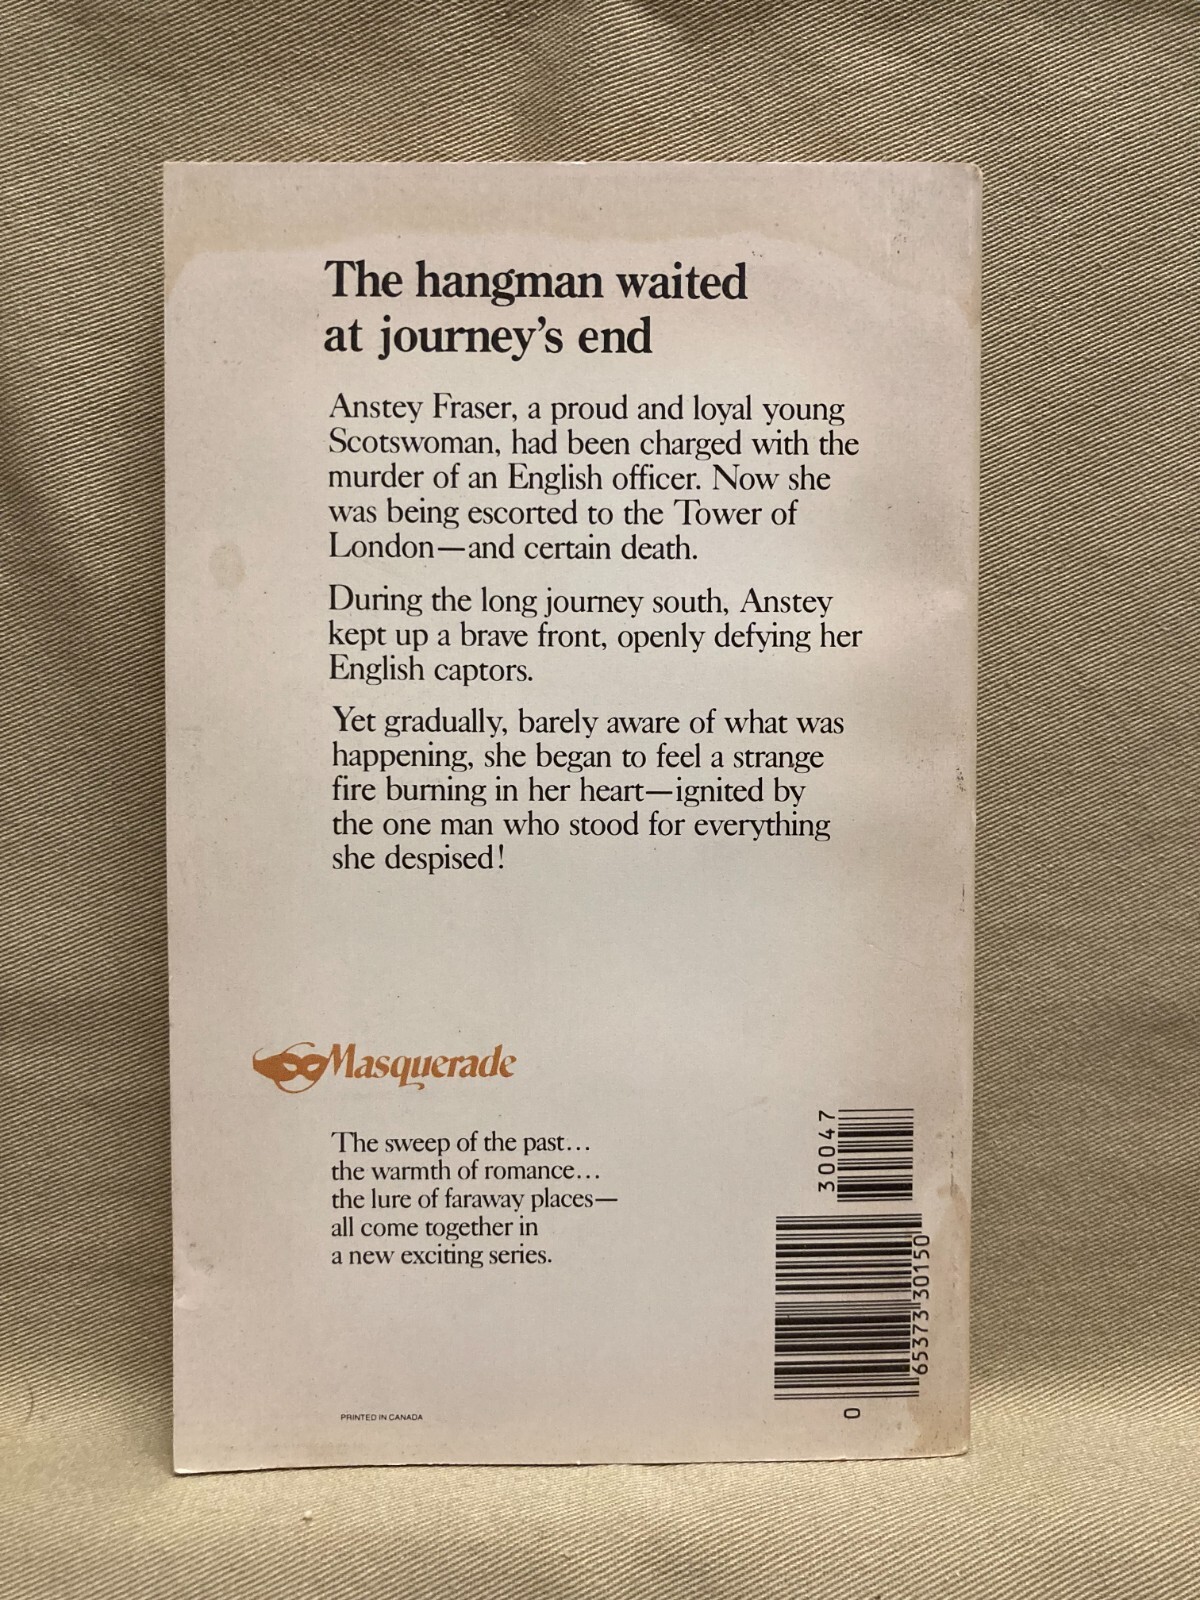 The hangman waited
at journey's end
Anstey Fraser, a proud and loyal young
Scotswoman, had been charged with the
murder of an English officer. Now she
was being escorted to the Tower of
London—and certain death.
During the long journey south, Anstey
kept up a brave front, openly defying her
English captors.
Yet gradually, barely aware of what was
happening, she began to feel a strange
fire burning in her heart—ignited by
the one man who stood for everything
she despised!
Masquerade
The sweep of the past...
the warmth of romance...
the lure of faraway places—
all come together in
a new exciting series.
30047
65373 30150
0
PRINTED IN CANADA